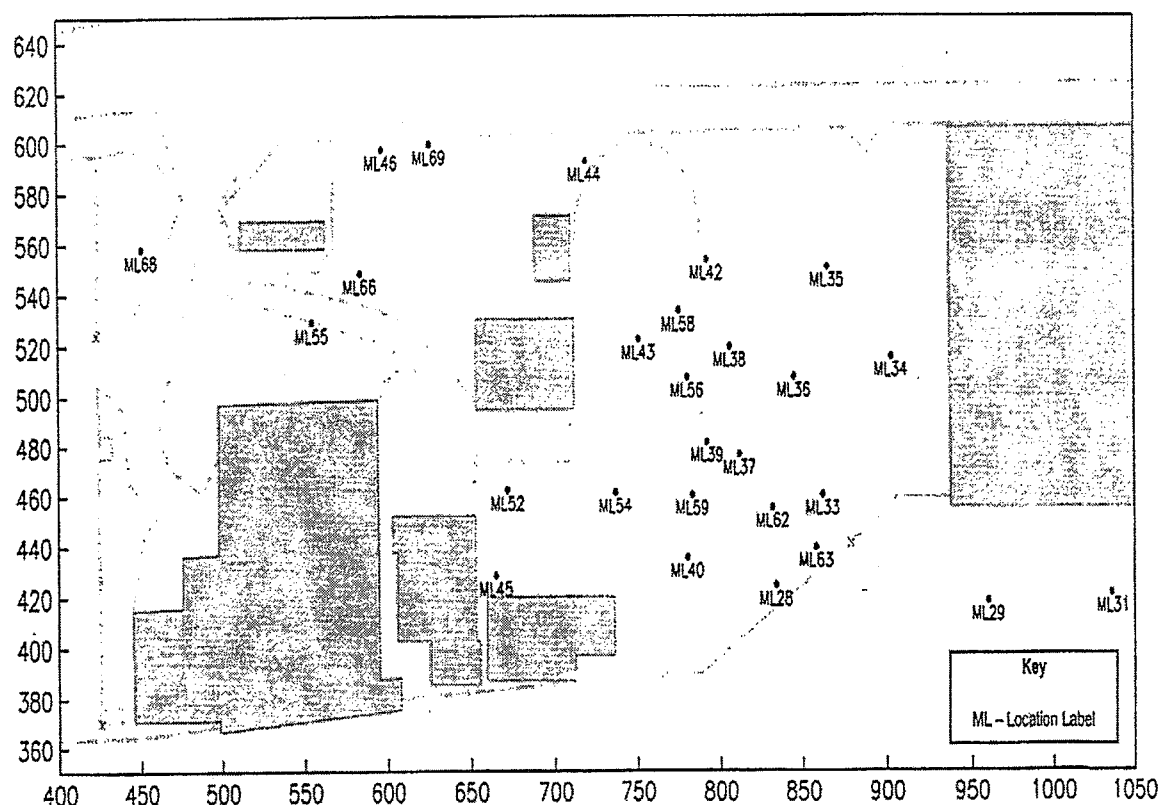 640
620
600
580
560
540
520
500
480
460
440
420
400
380
360
400 450 500 550 600 650 700 750 800 850 900 950 1000 1050
ML46
ML69
ML44
ML68
ML66
ML42
ML35
ML55
ML58
ML43
ML38
ML34
ML56
ML36
ML39
ML37
ML52
ML54
ML59
ML62
ML33
ML40
ML63
ML45
ML28
ML29
ML31
Key
ML – Location Label